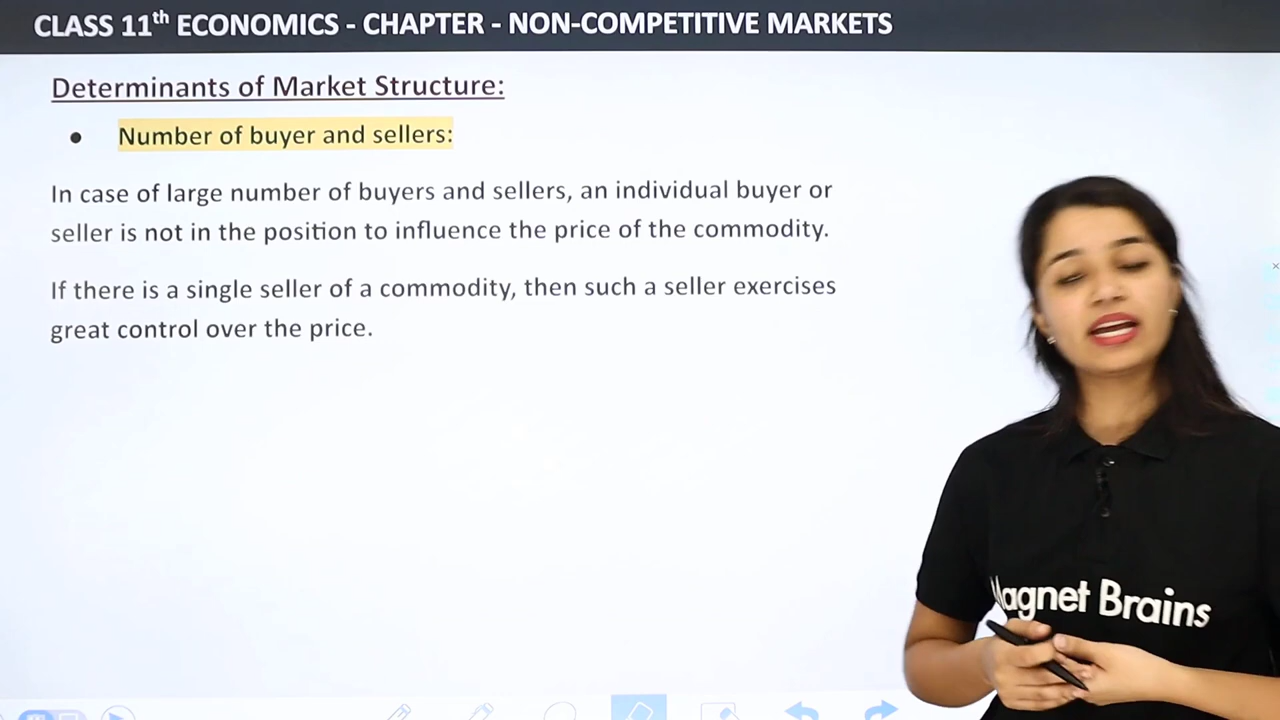 CLASS 11th ECONOMICS - CHAPTER - NON-COMPETITIVE MARKETS
Determinants of Market Structure:
• Number of buyer and sellers:
In case of large number of buyers and sellers, an individual buyer or
seller is not in the position to influence the price of the commodity.
If there is a single seller of a commodity, then such a seller exercises
great control over the price.
Magnet Brains